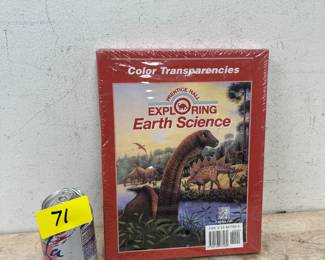 Color Transparencies
PRENTICE HALL
EXPLORING
Earth Science
71